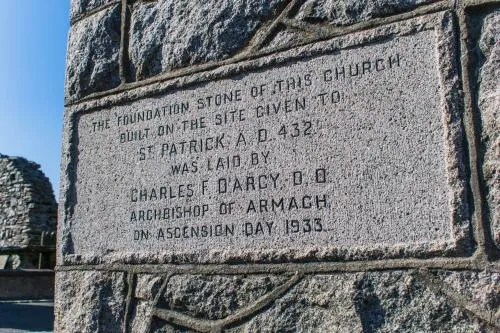 THE FOUNDATION STONE OF THIS CHURCH
BUILT ON THE SITE GIVEN TO
ST PATRICK, A.D. 432.
WAS LAID BY
CHARLES F. D'ARCY, D.D.
ARCHBISHOP OF ARMAGH,
ON ASCENSION DAY 1933.